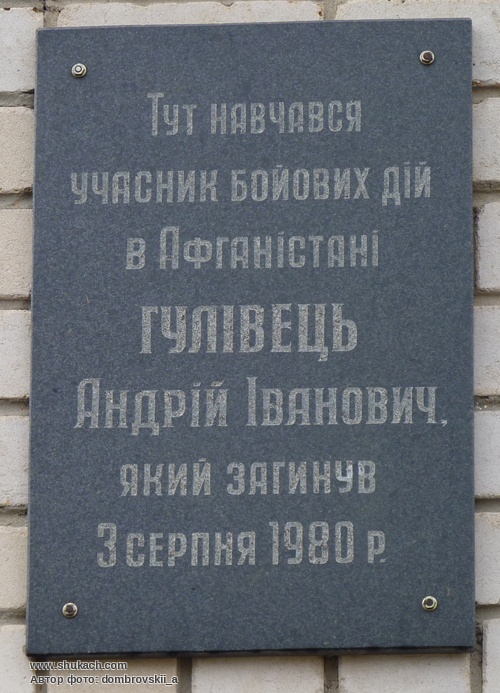 Тут навчався
учасник бойових дій
в Афганістані
ГУЛІВЕЦЬ
Андрій Іванович,
який загинув
3 серпня 1980 р.
www.shukach.com
Автор фото: dombrovskii_a